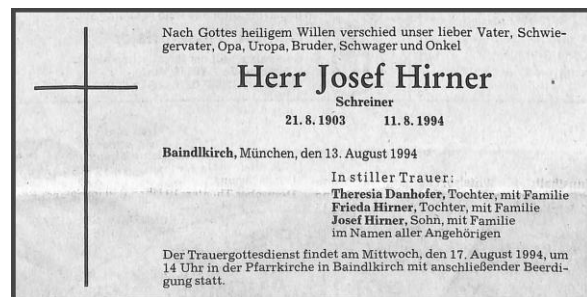 Nach Gottes heiligem Willen verschied unser lieber Vater, Schwie-
gervater, Opa, Uropa, Bruder, Schwager und Onkel
Herr Josef Hirner
Schreiner
21. 8. 1903 11. 8. 1994
Baindlkirch, München, den 13. August 1994
In stiller Trauer:
Theresia Danhofer, Tochter, mit Familie
Frieda Hirner, Tochter, mit Familie
Josef Hirner, Sohn, mit Familie
im Namen aller Angehörigen
Der Trauergottesdienst findet am Mittwoch, den 17. August 1994, um
14 Uhr in der Pfarrkirche in Baindlkirch mit anschließender Beerdi-
gung statt.